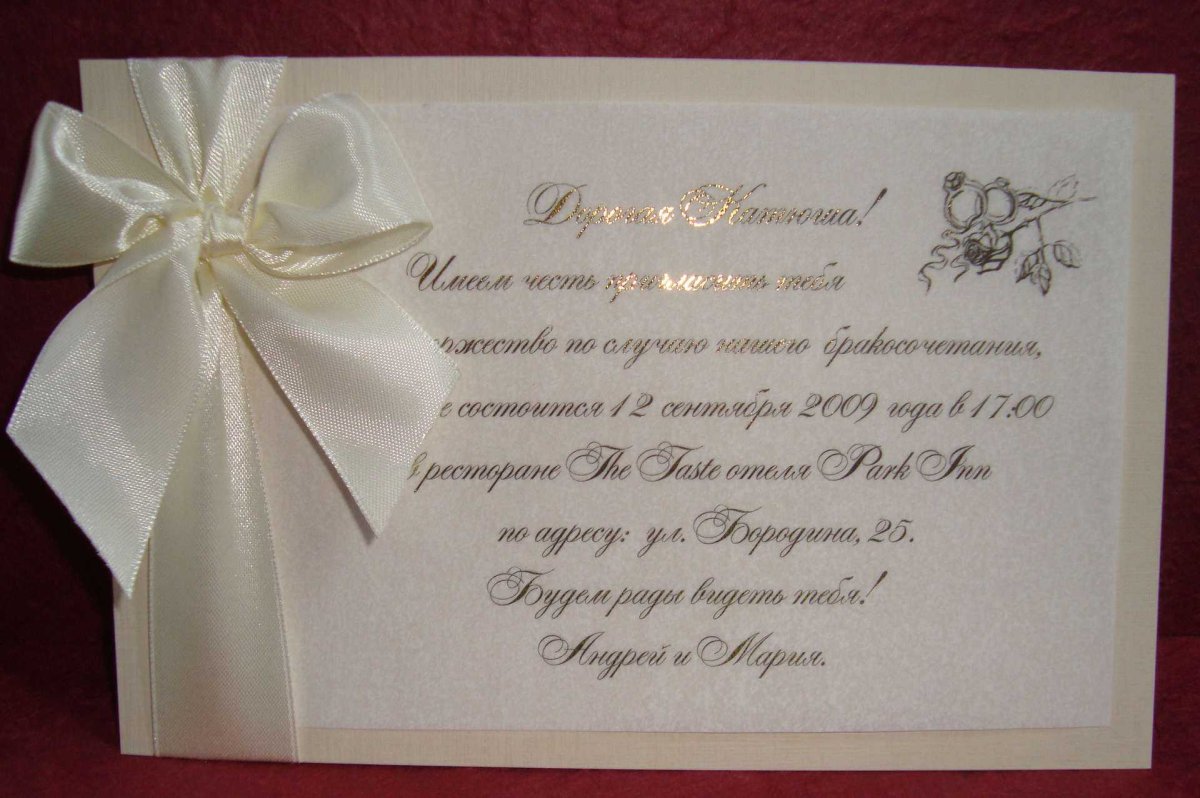 Дорогая Катюша!
Имеем честь пригласить тебя
оржество по случаю нашего бракосочетания,
е состоится 12 сентября 2009 года в 17:00
в ресторане The Taste отеля Park Inn
по адресу: ул. Бородина, 25.
Будем рады видеть тебя!
Андрей и Мария.